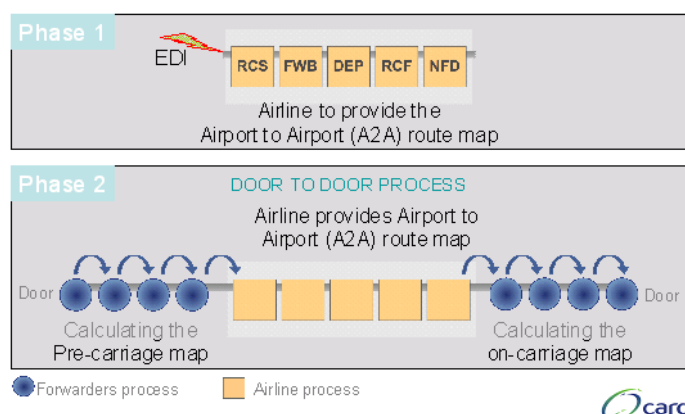 Phase 1
EDI
RCS FWB DEP RCF NFD
Airline to provide the
Airport to Airport (A2A) route map
Phase 2
DOOR TO DOOR PROCESS
Airline provides Airport to
Airport (A2A) route map
Door
Door
Calculating the
Pre-carriage map
Calculating the
on-carriage map
Forwarders process
Airline process